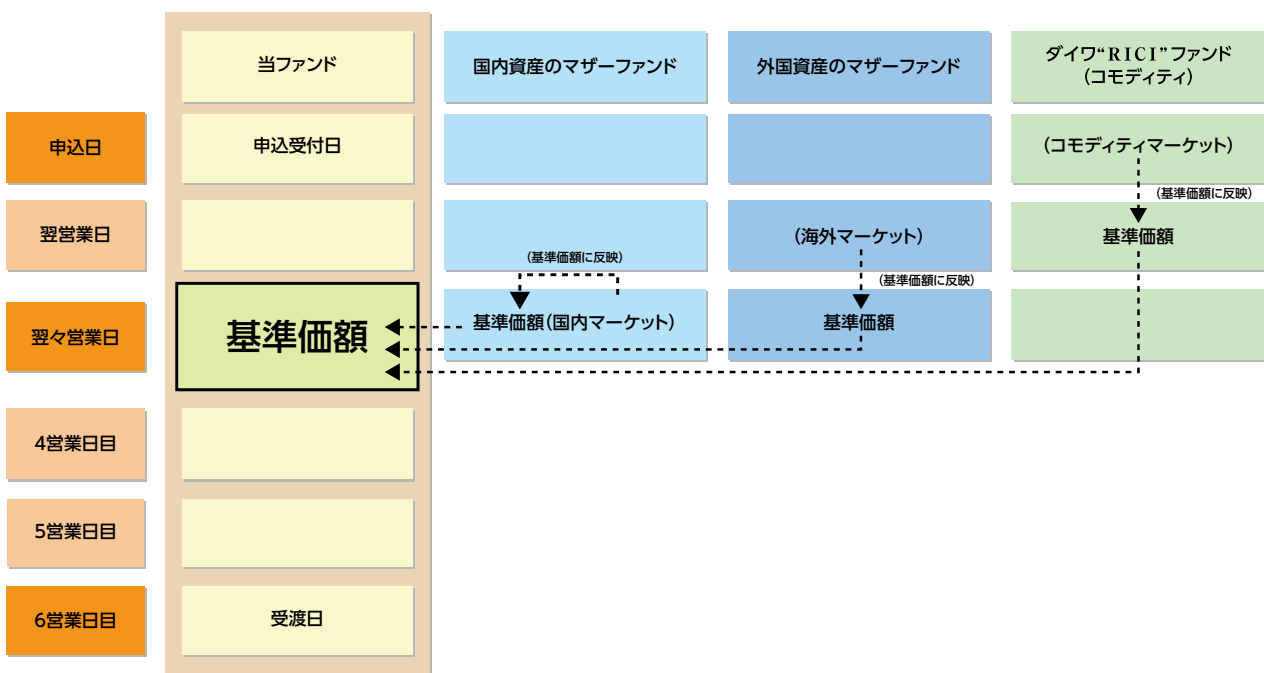 当ファンド
国内資産のマザーファンド
外国資産のマザーファンド
ダイワ“RICI”ファンド
(コモディティ)
申込日
申込受付日
(コモディティマーケット)
(基準価額に反映)
翌営業日
(海外マーケット)
基準価額
(基準価額に反映)
(基準価額に反映)
翌々営業日
基準価額
基準価額(国内マーケット)
基準価額
4営業日目
5営業日目
6営業日目
受渡日